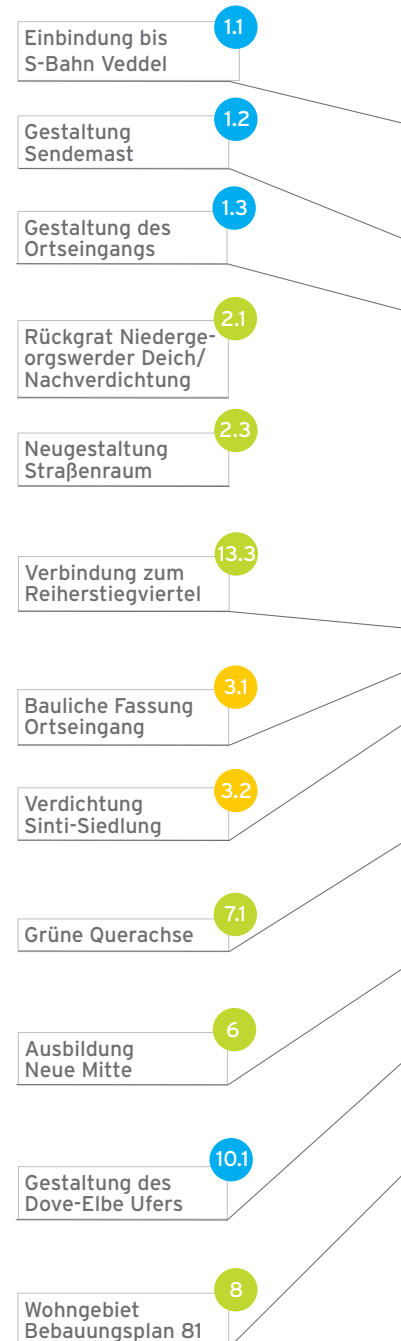 1.1
Einbindung bis
S-Bahn Veddel
1.2
Gestaltung
Sendemast
1.3
Gestaltung des
Ortseingangs
2.1
Rückgrat Niederge-
orgswerder Deich/
Nachverdichtung
2.3
Neugestaltung
Straßenraum
13.3
Verbindung zum
Reiherstiegviertel
3.1
Bauliche Fassung
Ortseingang
3.2
Verdichtung
Sinti-Siedlung
7.1
Grüne Querachse
6
Ausbildung
Neue Mitte
10.1
Gestaltung des
Dove-Elbe Ufers
8
Wohngebiet
Bebauungsplan 81